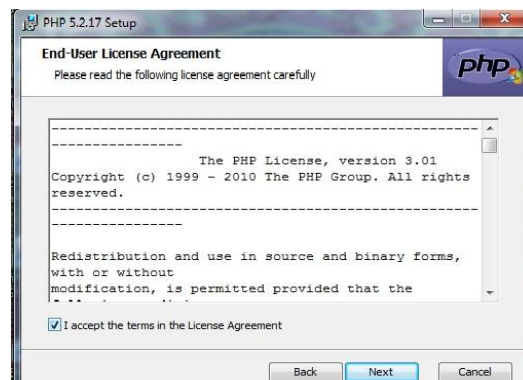 PHP 5.2.17 Setup
End-User License Agreement
Please read the following license agreement carefully
php
-------------------------------------------------------
----------------
The PHP License, version 3.01
Copyright (c) 1999 - 2010 The PHP Group. All rights
reserved.
-------------------------------------------------------
----------------
Redistribution and use in source and binary forms,
with or without
modification, is permitted provided that the
I accept the terms in the License Agreement
Back
Next
Cancel